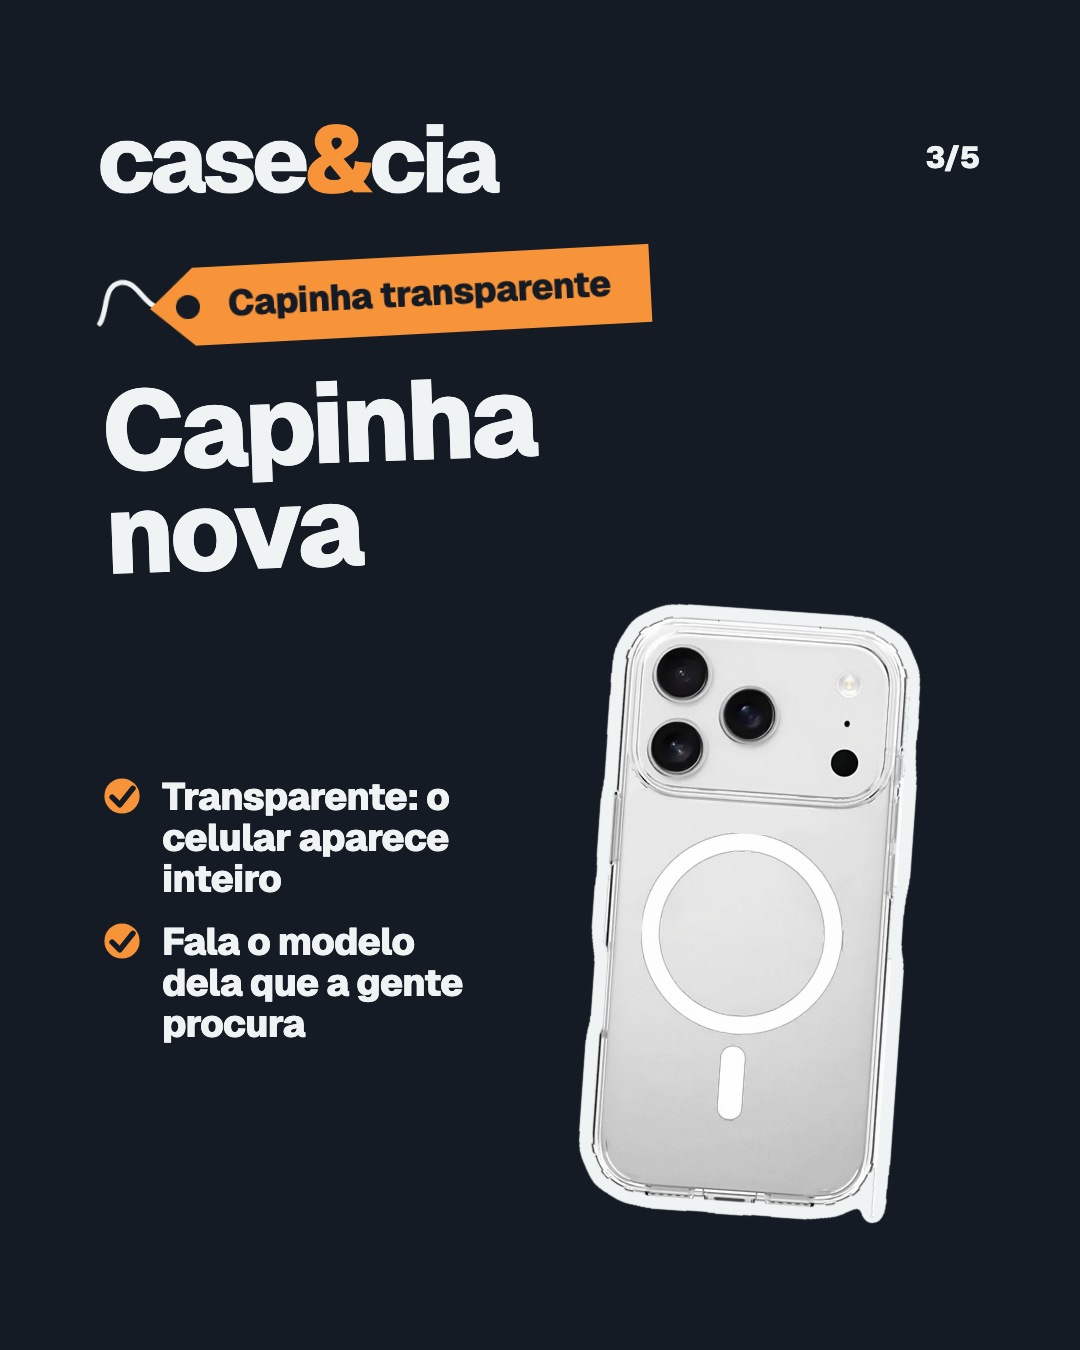 case&cia
3/5
Capinha transparente
Capinha
nova
Transparente: o
celular aparece
inteiro
Fala o modelo
dela que a gente
procura